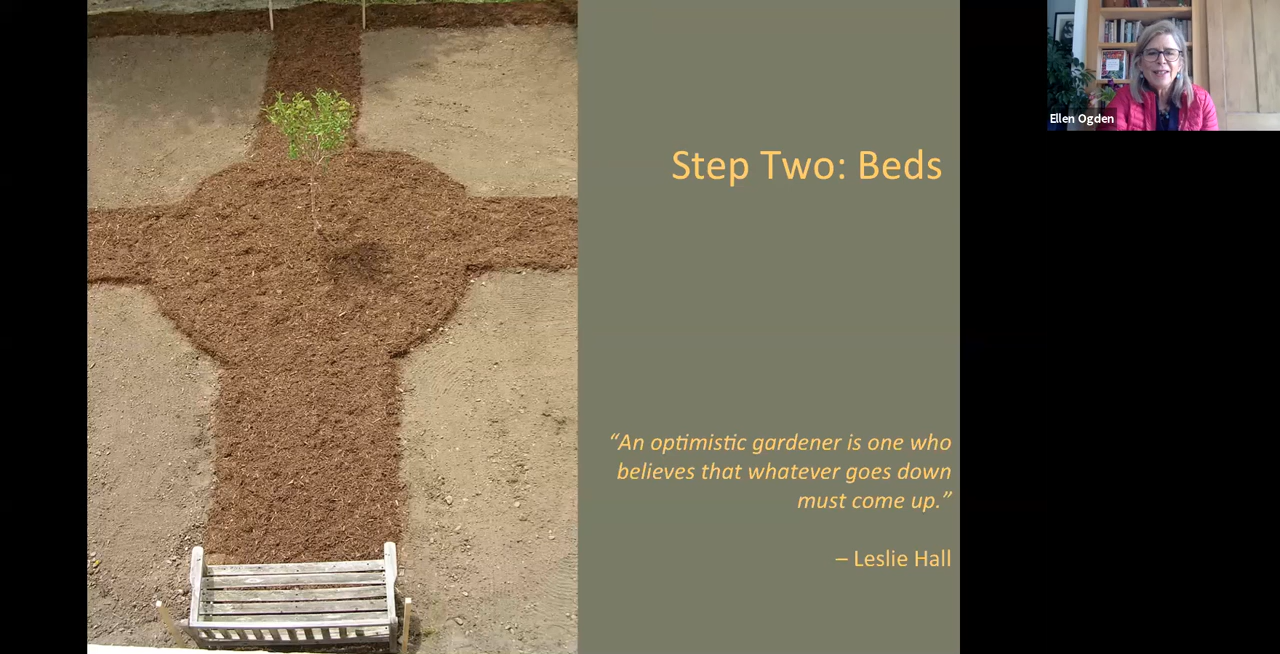 Step Two: Beds
“An optimistic gardener is one who
believes that whatever goes down
must come up.”
– Leslie Hall
Ellen Ogden